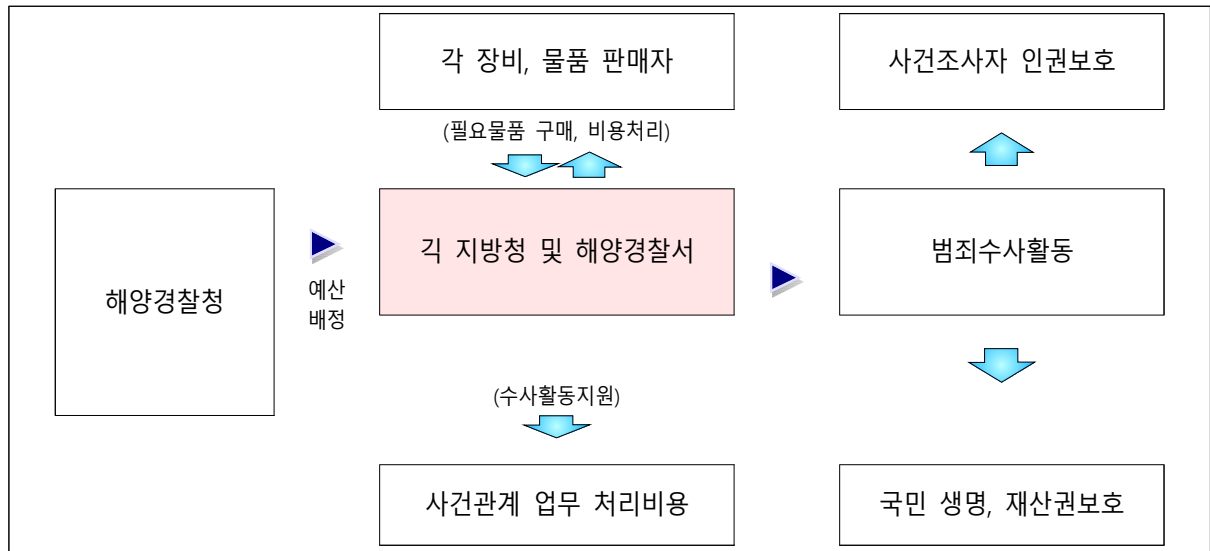 각 장비, 물품 판매자
사건조사자 인권보호
(필요물품 구매, 비용처리)
해양경찰청
예산
배정
긱 지방청 및 해양경찰서
범죄수사활동
(수사활동지원)
사건관계 업무 처리비용
국민 생명, 재산권보호